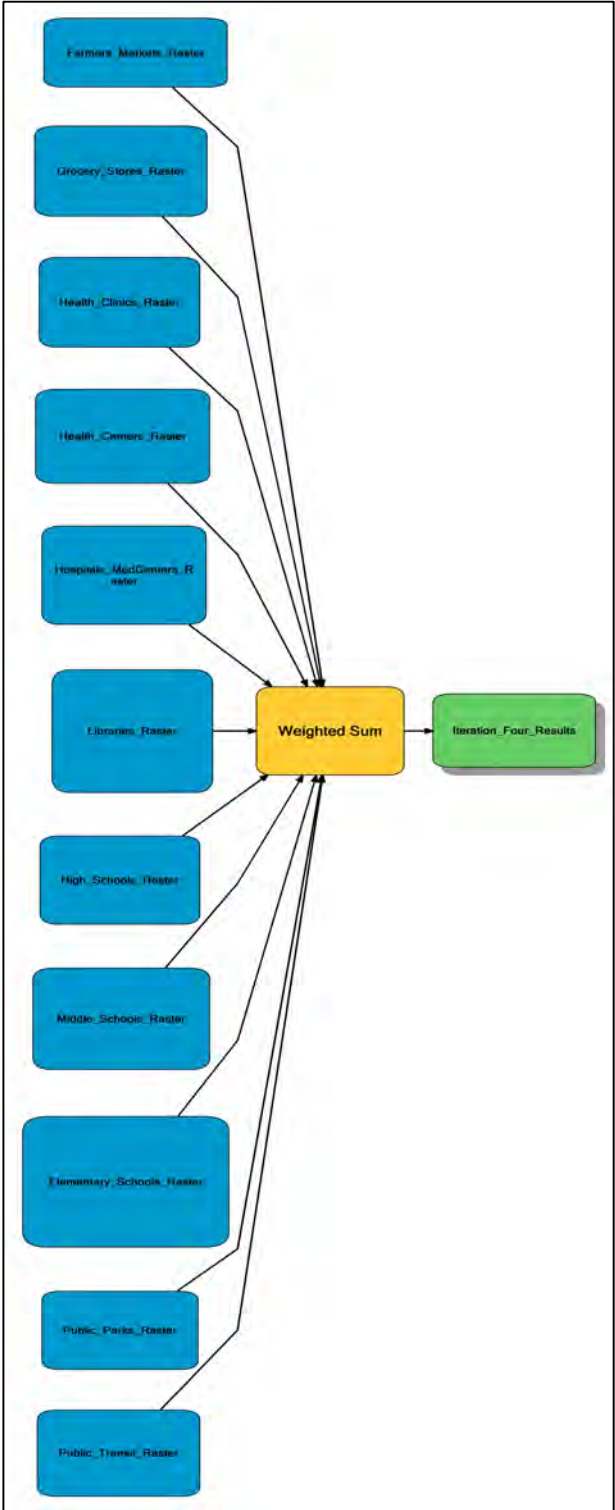 Farmers_Markets_Raster
Grocery_Stores_Raster
Health_Clinics_Raster
Health_Centers_Raster
Hospitals_MedCenters_R
aster
Libraries_Raster
Weighted Sum
Iteration_Four_Results
High_Schools_Raster
Middle_Schools_Raster
Elementary_Schools_Raster
Public_Parks_Raster
Public_Transit_Raster